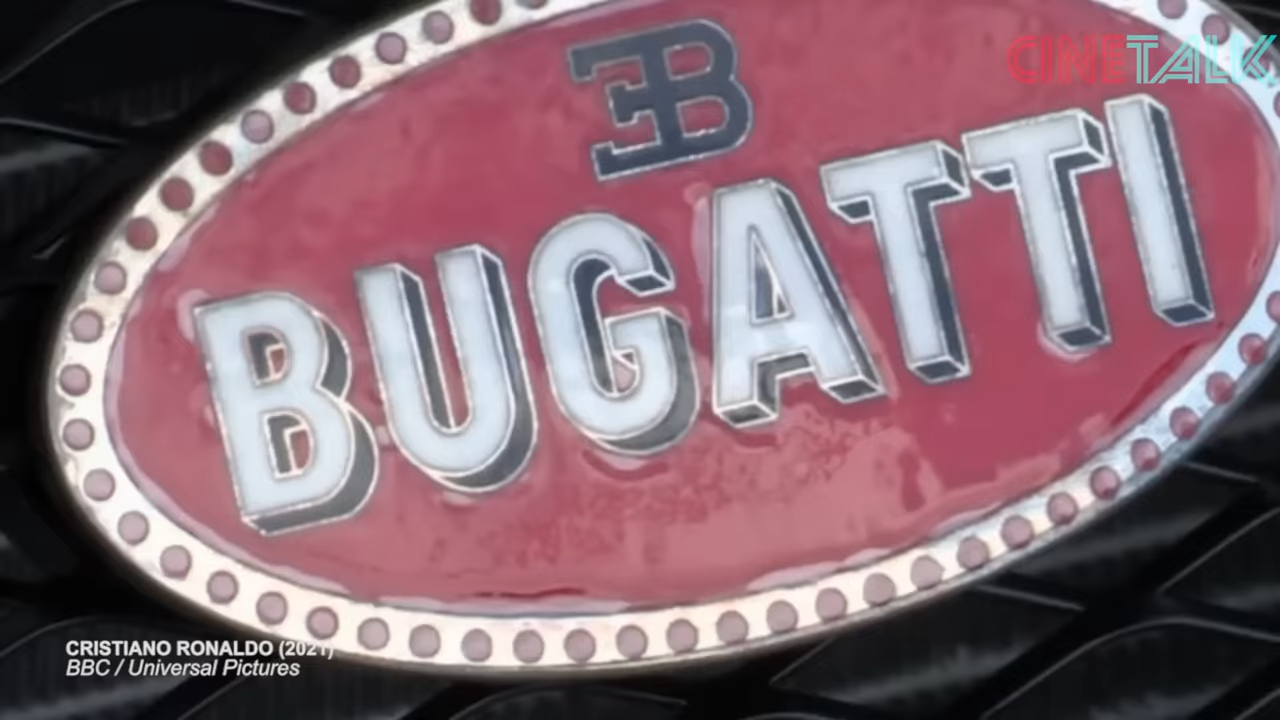 CINETALK
EB
BUGATTI
CRISTIANO RONALDO (2021)
BBC / Universal Pictures